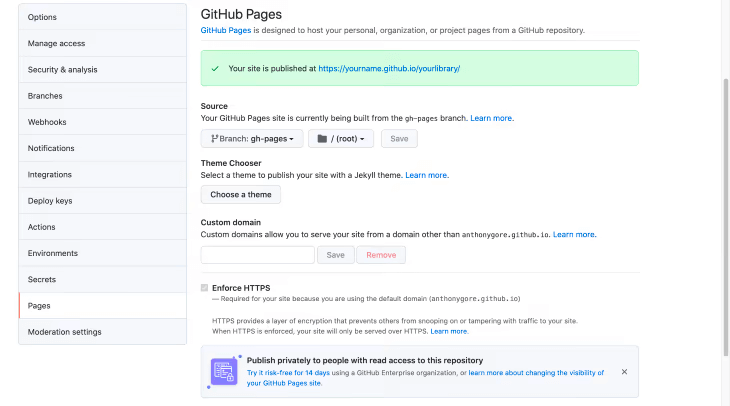 Options
Manage access
Security & analysis
Branches
Webhooks
Notifications
Integrations
Deploy keys
Actions
Environments
Secrets
Pages
Moderation settings
GitHub Pages
GitHub Pages is designed to host your personal, organization, or project pages from a GitHub repository.
Your site is published at https://yourname.github.io/yourlibrary/
Source
Your GitHub Pages site is currently being built from the gh-pages branch. Learn more.
Branch: gh-pages
/ (root)
Save
Theme Chooser
Select a theme to publish your site with a Jekyll theme. Learn more.
Choose a theme
Custom domain
Custom domains allow you to serve your site from a domain other than anthonygore.github.io. Learn more.
Save
Remove
Enforce HTTPS
— Required for your site because you are using the default domain (anthonygore.github.io)
HTTPS provides a layer of encryption that prevents others from snooping on or tampering with traffic to your site.
When HTTPS is enforced, your site will only be served over HTTPS. Learn more.
Publish privately to people with read access to this repository
Try it risk-free for 14 days using a GitHub Enterprise organization, or learn more about changing the visibility of
your GitHub Pages site.